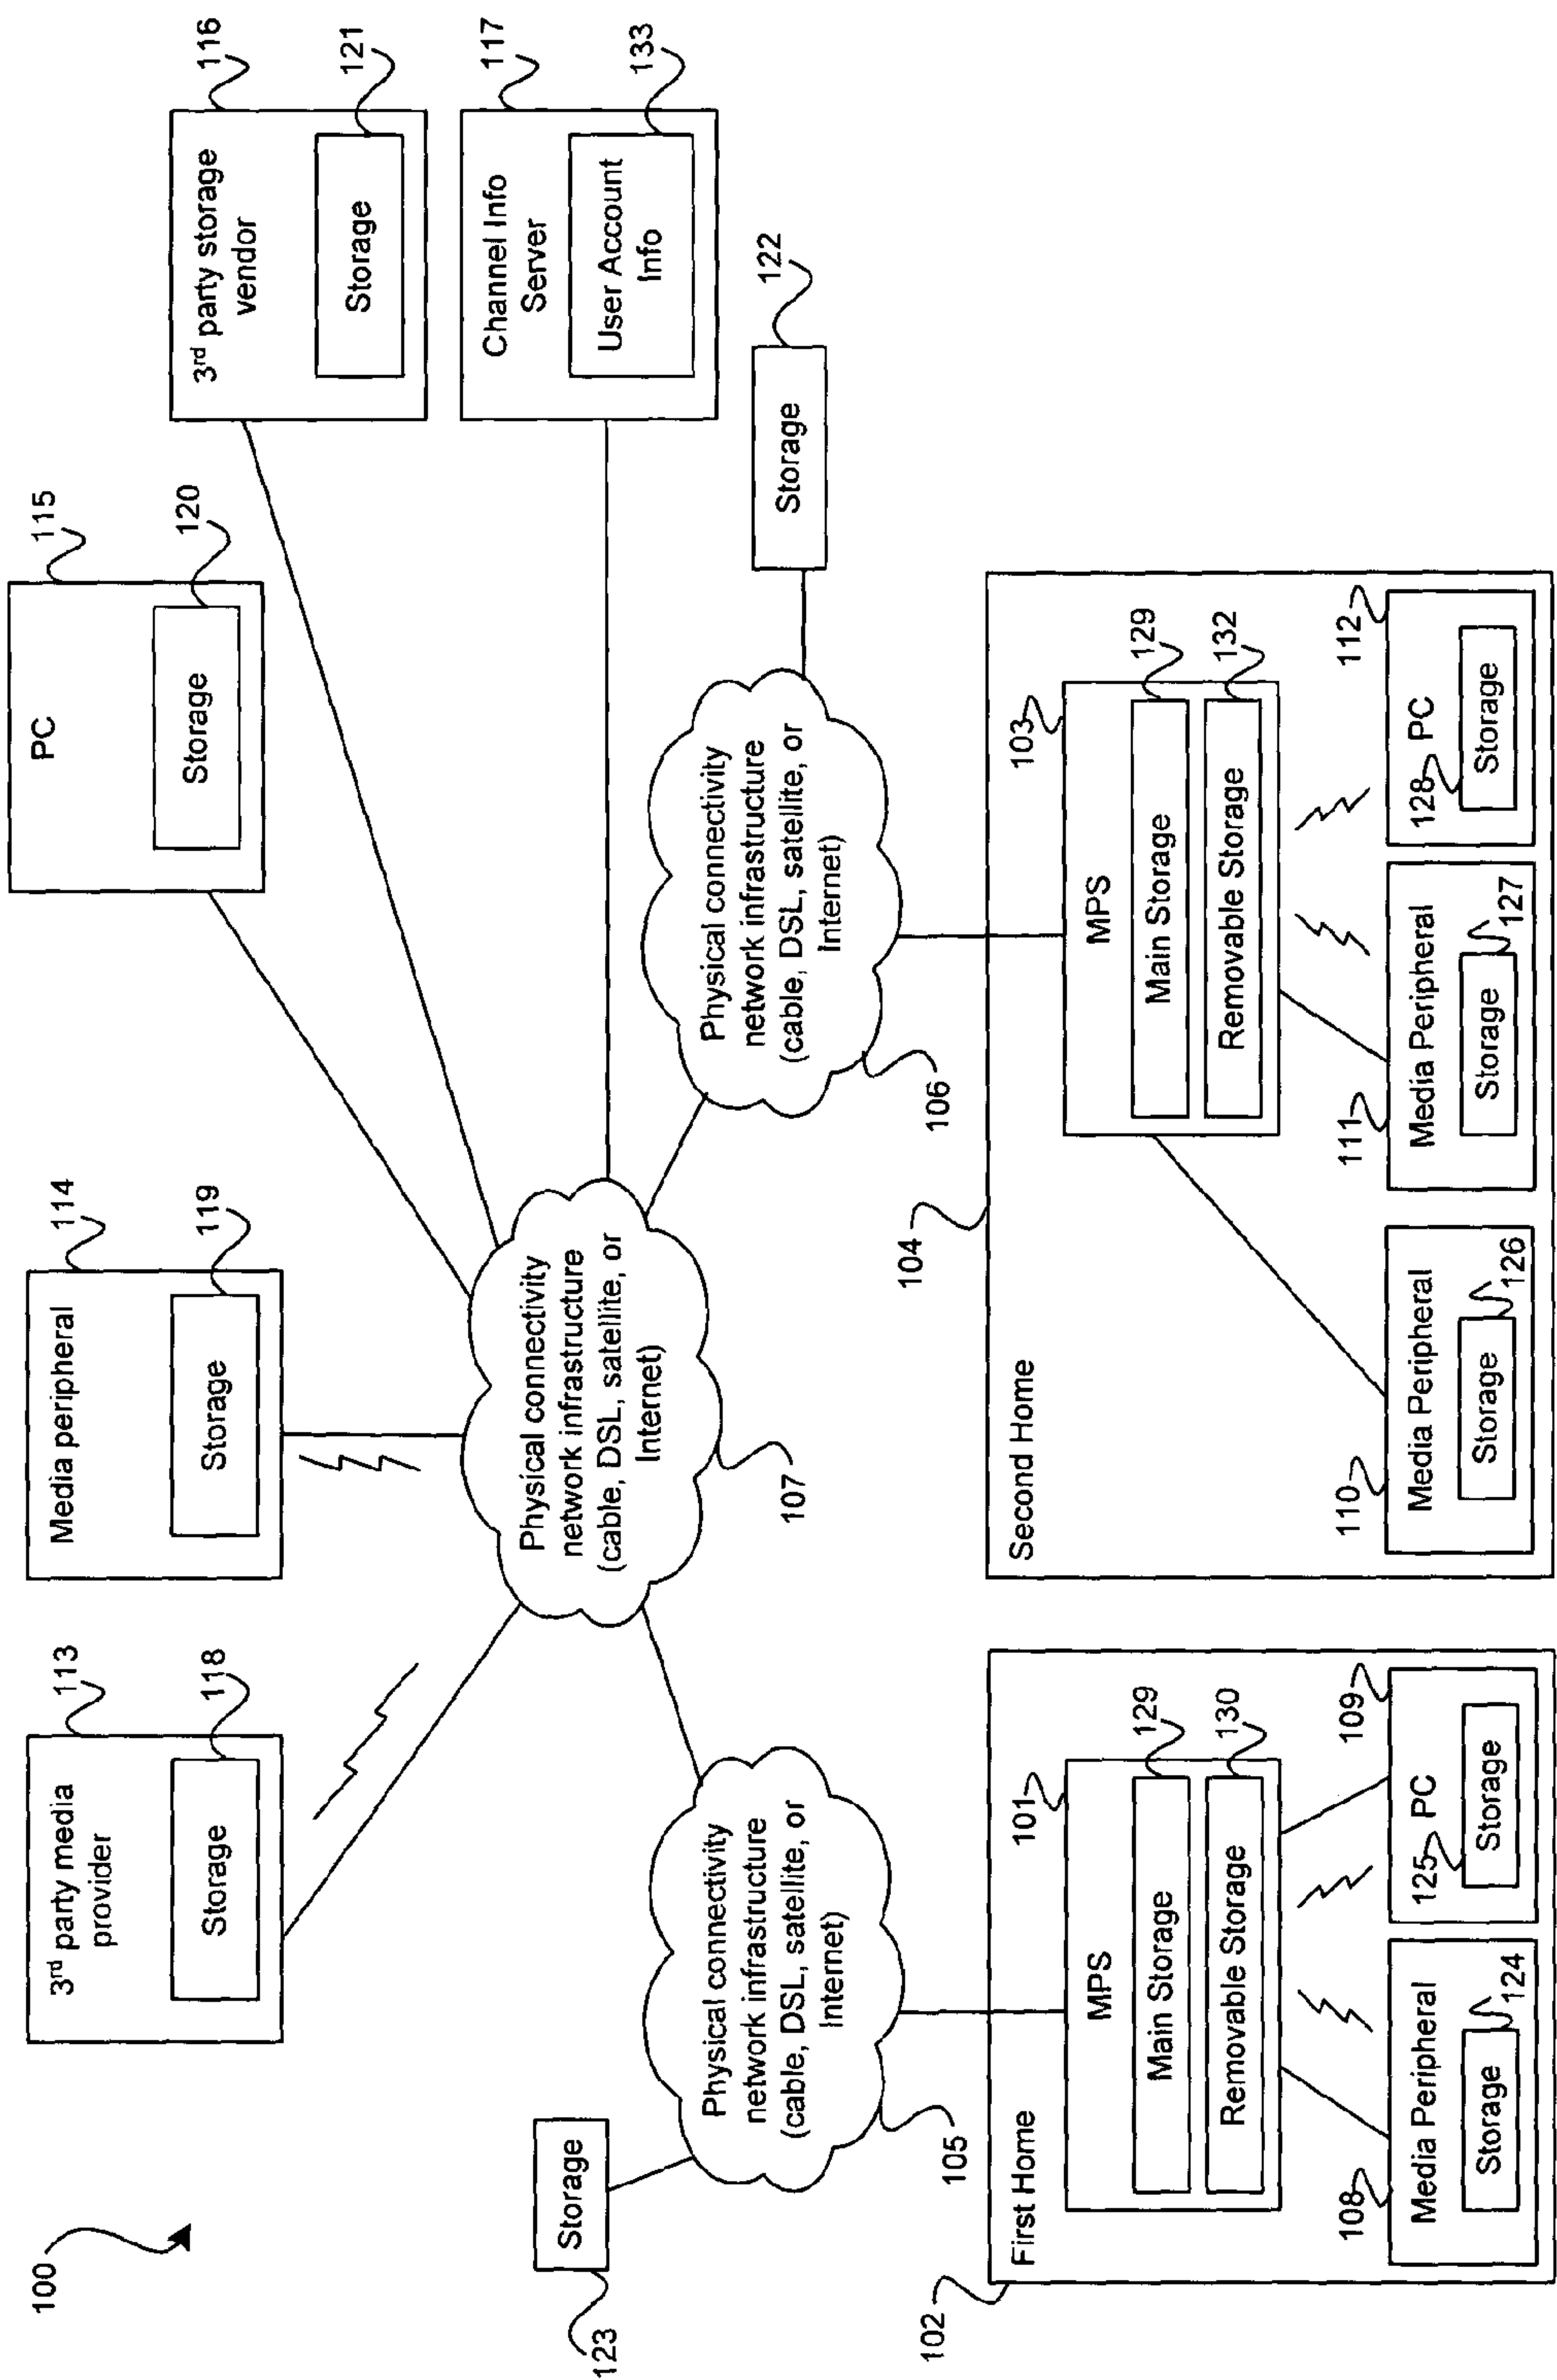 100
3rd party media
provider
Storage
113
118
Media peripheral
Storage
114
119
PC
Storage
115
120
3rd party storage
vendor
Storage
116
121
Channel Info
Server
User Account
Info
117
133
Storage
123
Physical connectivity
network infrastructure
(cable, DSL, satellite, or
Internet)
107
Storage
122
Physical connectivity
network infrastructure
(cable, DSL, satellite, or
Internet)
105
Physical connectivity
network infrastructure
(cable, DSL, satellite, or
Internet)
106
102
First Home
101
MPS
Main Storage
129
Removable Storage
130
108
Media Peripheral
Storage
124
109
PC
125
Storage
104
Second Home
103
MPS
Main Storage
129
Removable Storage
132
110
Media Peripheral
Storage
126
111
Media Peripheral
Storage
127
112
PC
128
Storage